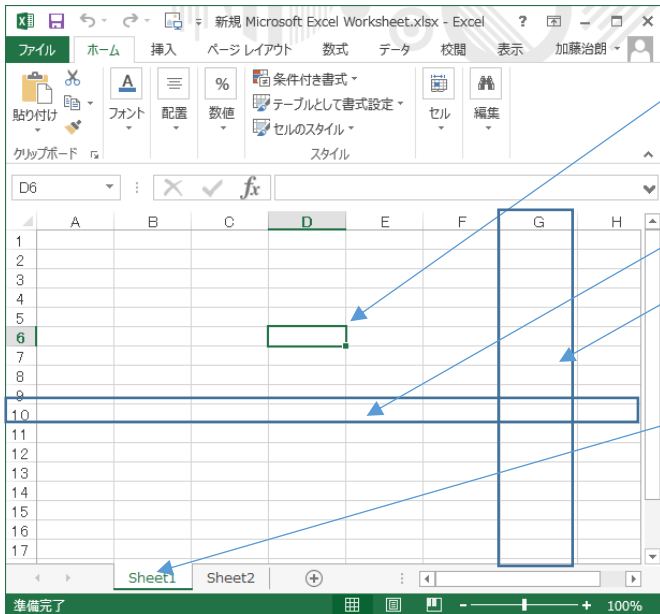 新規 Microsoft Excel Worksheet.xlsx - Excel ?
ファイル ホーム 挿入 ページ レイアウト 数式 データ 校閲 表示 加藤治朗
貼り付け フォント 配置 % 数値 条件付き書式 テーブルとして書式設定 セルのスタイル セル 編集
クリップボード スタイル
D6 fx
A B C D E F G H
1
2
3
4
5
6
7
8
9
10
11
12
13
14
15
16
17
Sheet1 Sheet2
準備完了 100%